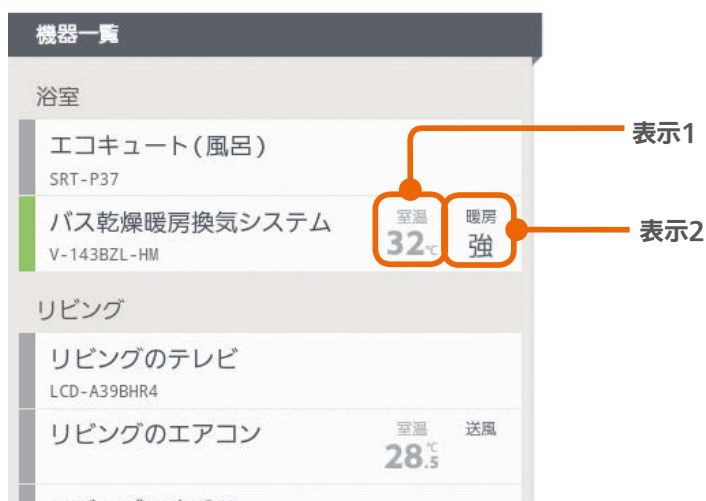 機器一覧
浴室
エコキュート(風呂)
SRT-P37
バス乾燥暖房換気システム
V-143BZL-HM
室温
32℃
暖房
強
表示1
表示2
リビング
リビングのテレビ
LCD-A39BHR4
リビングのエアコン
室温
28.5℃
送風